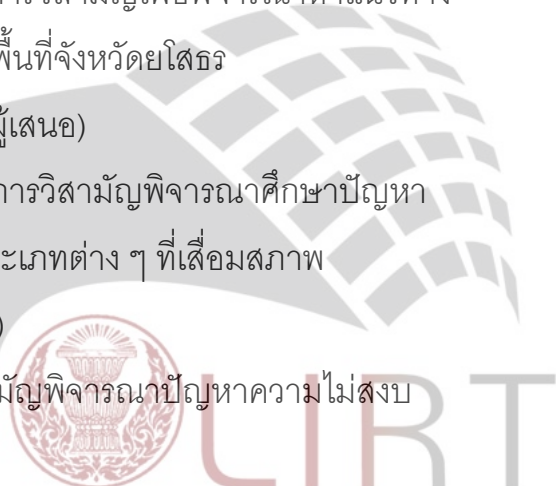 พื้นที่จังหวัดยโสธร
ผู้เสนอ)
การวิสามัญพิจารณาศึกษาปัญหา
ะเภทต่าง ๆ ที่เสื่อมสภาพ
)
มัญพิจารณาปัญหาความไม่สงบ
LIRT